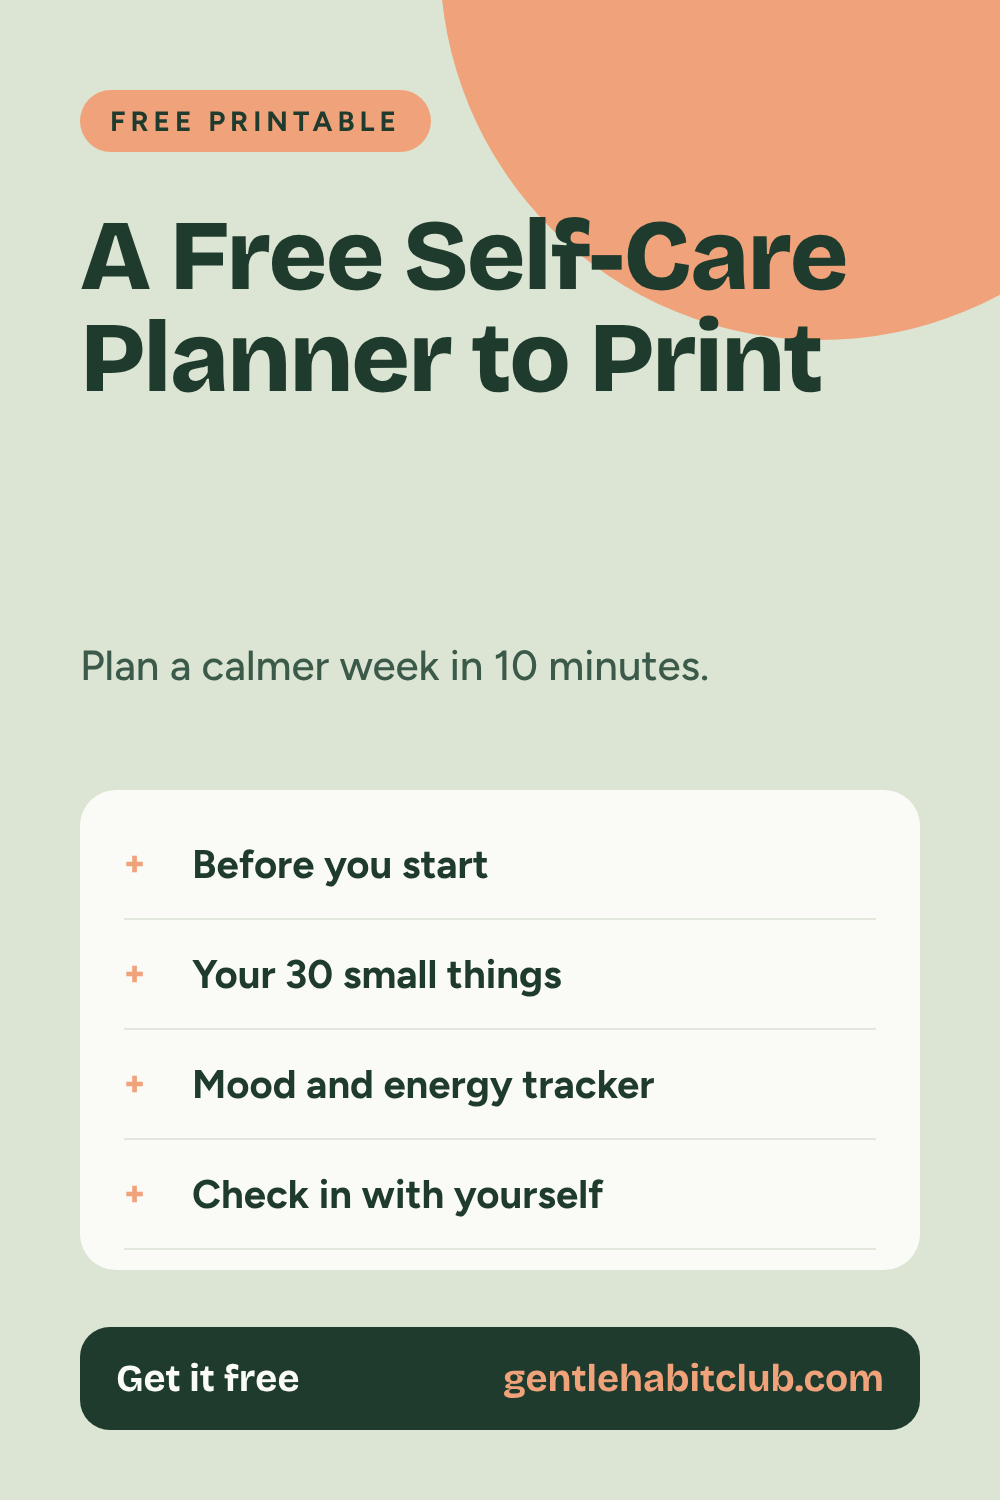 FREE PRINTABLE
A Free Self-Care
Planner to Print
Plan a calmer week in 10 minutes.
+ Before you start
+ Your 30 small things
+ Mood and energy tracker
+ Check in with yourself
Get it free gentlehabitclub.com